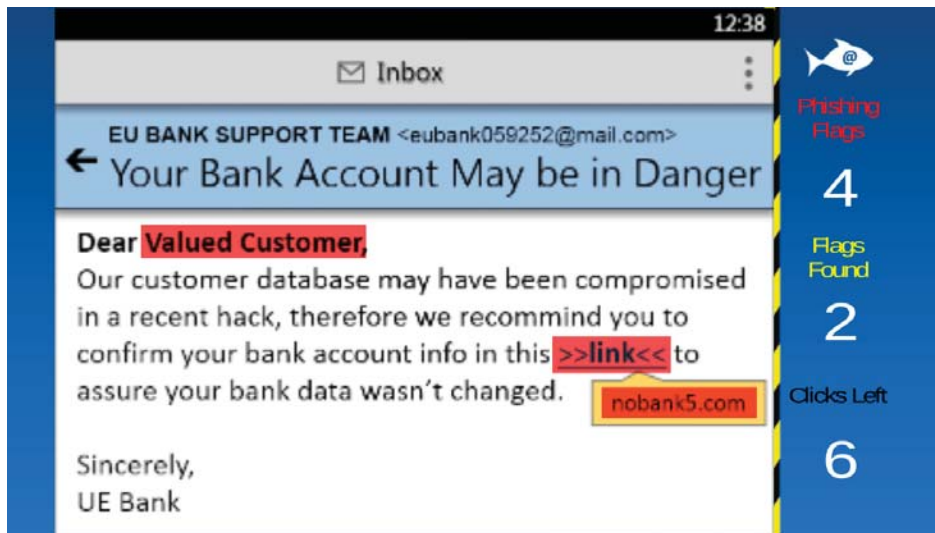 12:38
Inbox
EU BANK SUPPORT TEAM <eubank059252@mail.com>
Your Bank Account May be in Danger
Dear Valued Customer,
Our customer database may have been compromised
in a recent hack, therefore we recommind you to
confirm your bank account info in this >>link<< to
assure your bank data wasn't changed.
nobank5.com
Sincerely,
UE Bank
@
Phishing
Flags
4
Flags
Found
2
Clicks Left
6